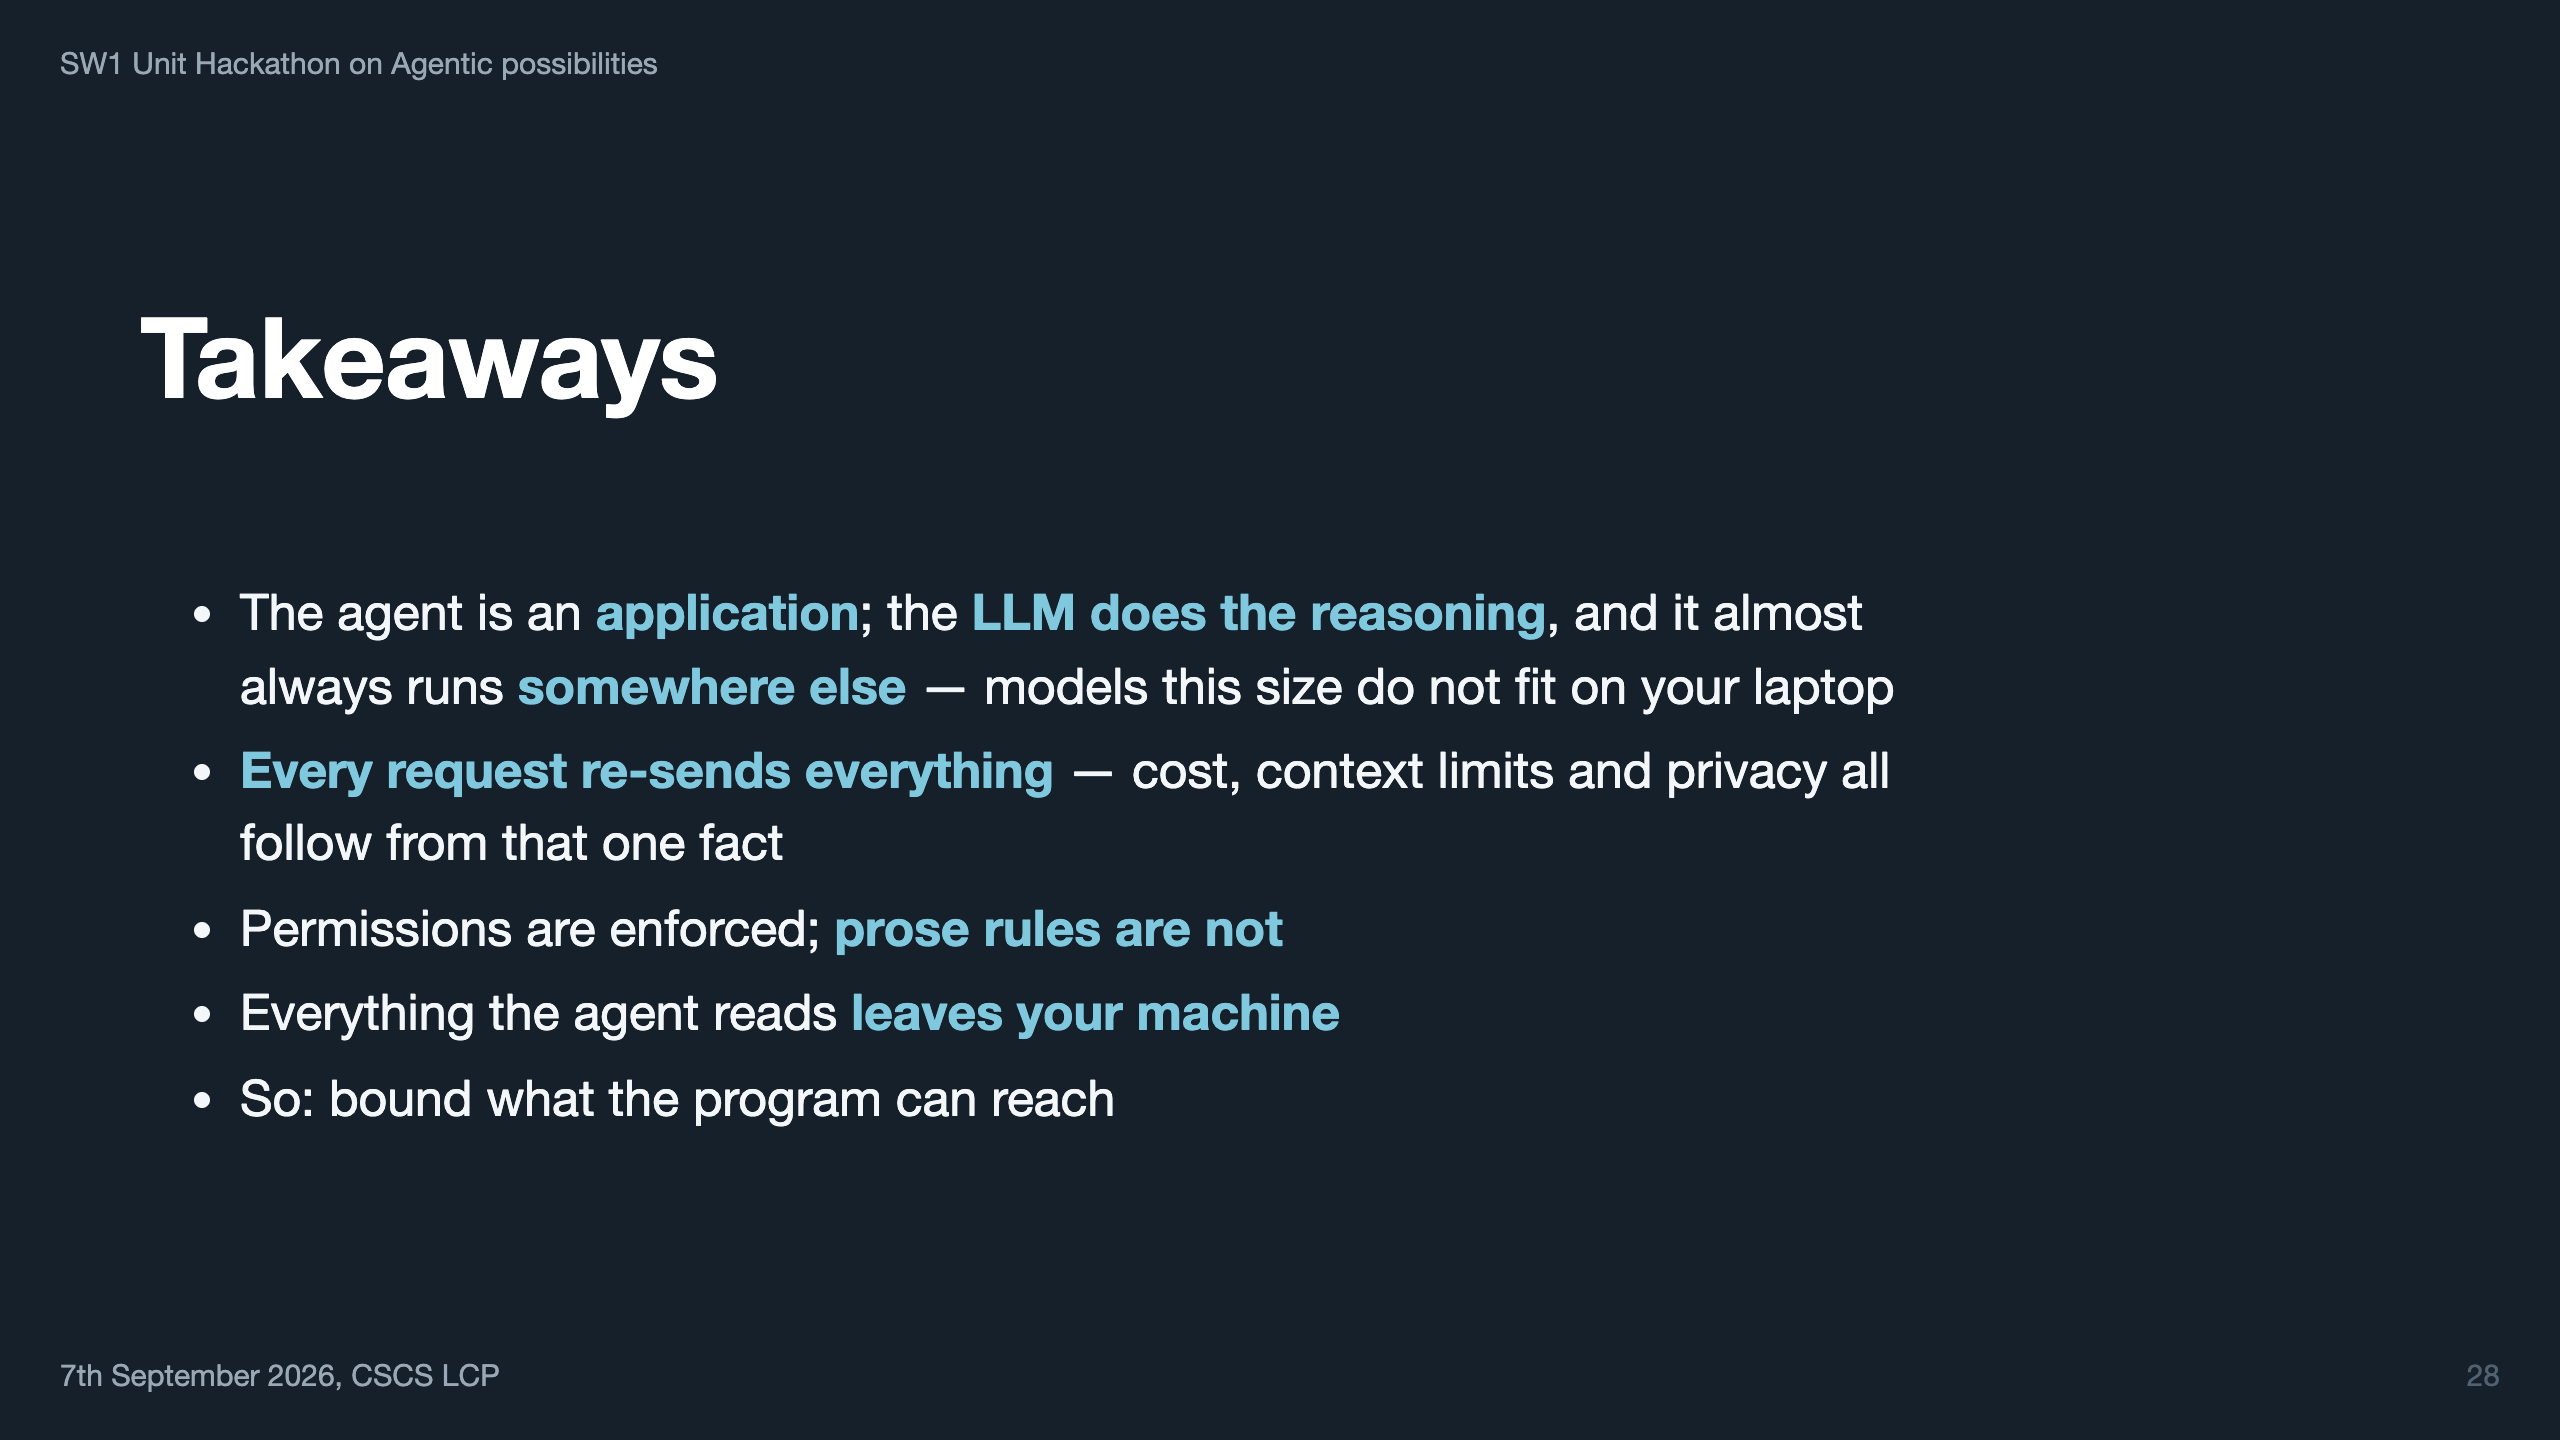 SW1 Unit Hackathon on Agentic possibilities
Takeaways
• The agent is an application; the LLM does the reasoning, and it almost
always runs somewhere else — models this size do not fit on your laptop
• Every request re-sends everything — cost, context limits and privacy all
follow from that one fact
• Permissions are enforced; prose rules are not
• Everything the agent reads leaves your machine
• So: bound what the program can reach
7th September 2026, CSCS LCP
28